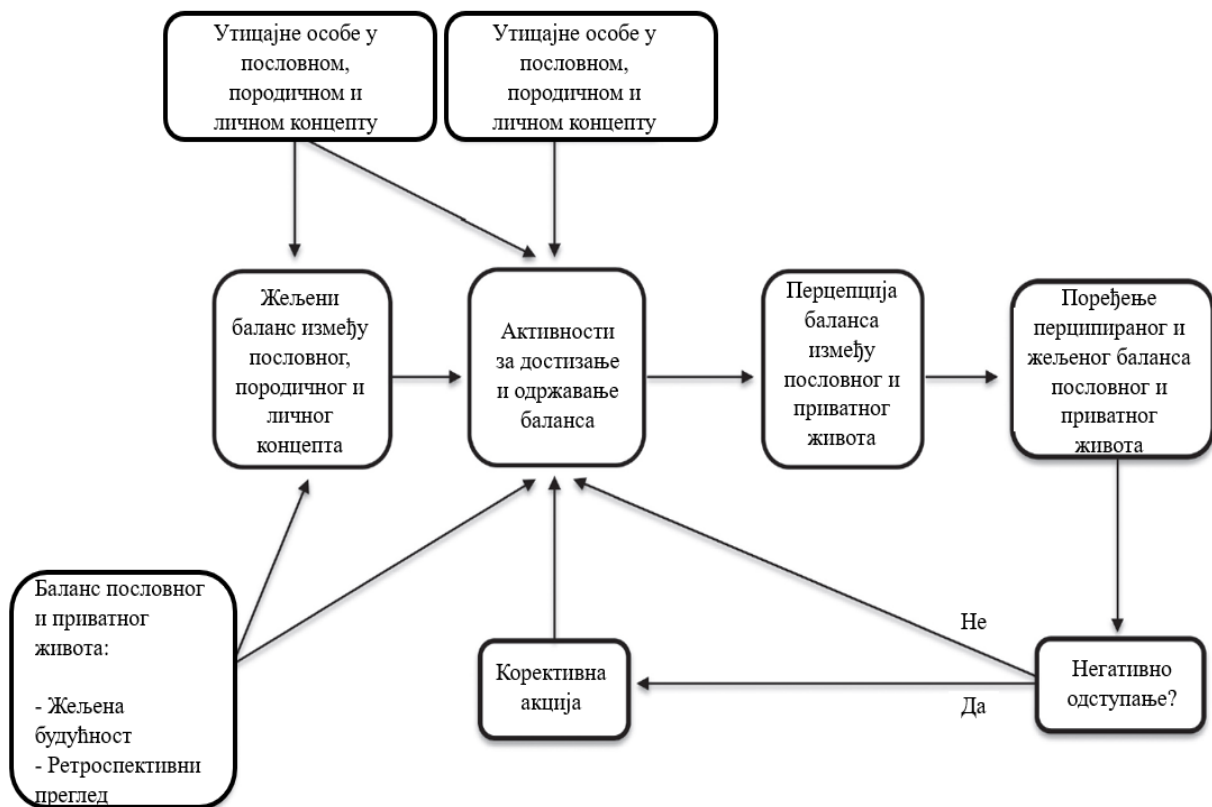 Утицајне особе у
пословном,
породичном и
личном концепту
Утицајне особе у
пословном,
породичном и
личном концепту
Жељени
баланс између
пословног,
породичног и
личног
концепта
Активности
за достизање
и одржавање
баланса
Перцепција
баланса
између
пословног и
приватног
живота
Поређење
перципираног и
жељеног баланса
пословног и
приватног
живота
Баланс пословног
и приватног
живота:
- Жељена
будућност
- Ретроспективни
преглед
Корективна
акција
Не
Да
Негативно
одступање?